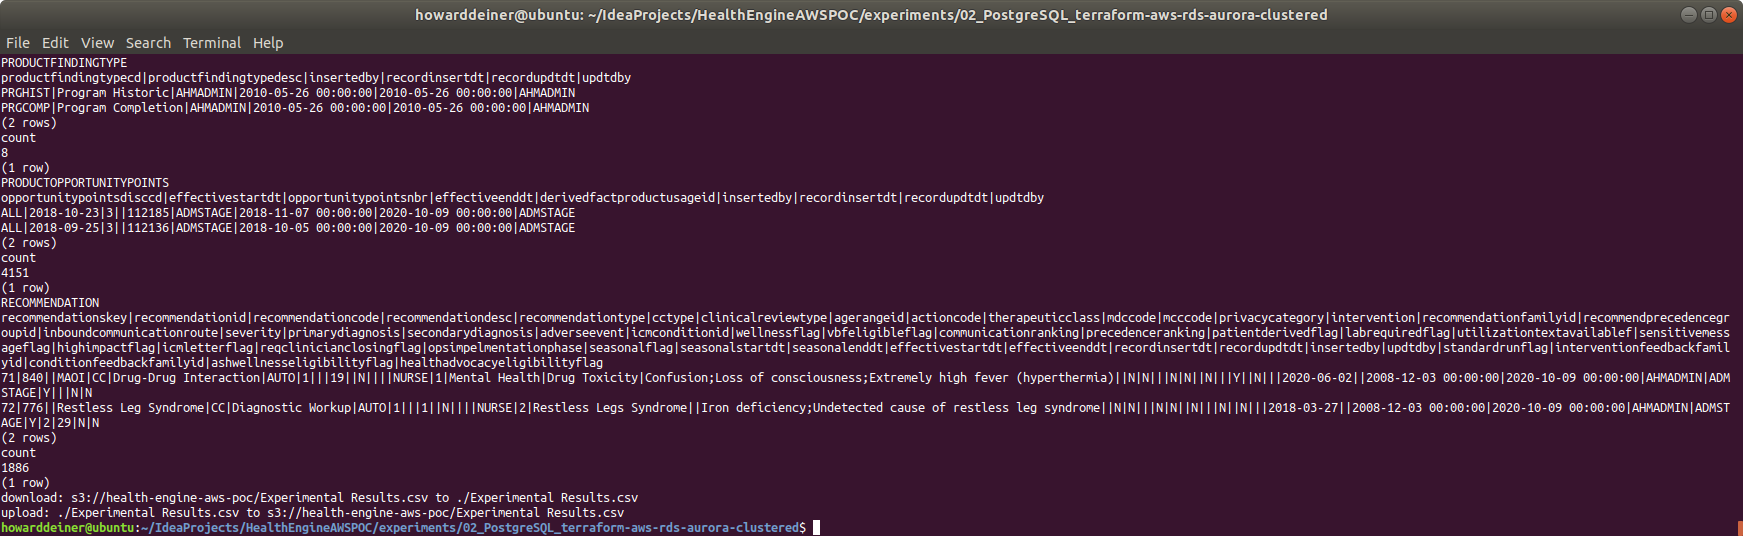 howarddeiner@ubuntu: ~/IdeaProjects/HealthEngineAWSPOC/experiments/02_PostgreSQL_terraform-aws-rds-aurora-clustered
File Edit View Search Terminal Help
PRODUCTFINDINGTYPE
productfindingtypecd|productfindingtypedesc|insertedby|recordinsertdt|recordupdtdt|updtdby
PRGHIST|Program Historic|AHMADMIN|2010-05-26 00:00:00|2010-05-26 00:00:00|AHMADMIN
PRGCOMP|Program Completion|AHMADMIN|2010-05-26 00:00:00|2010-05-26 00:00:00|AHMADMIN
(2 rows)
count
8
(1 row)
PRODUCTOPPORTUNITYPOINTS
opportunitypointsdisccd|effectivestartdt|opportunitypointsnbr|effectiveenddt|derivedfactproductusageid|insertedby|recordinsertdt|recordupdtdt|updtdby
ALL|2018-10-23|3||112185|ADMSTAGE|2018-11-07 00:00:00|2020-10-09 00:00:00|ADMSTAGE
ALL|2018-09-25|3||112136|ADMSTAGE|2018-10-05 00:00:00|2020-10-09 00:00:00|ADMSTAGE
(2 rows)
count
4151
(1 row)
RECOMMENDATION
recommendationskey|recommendationid|recommendationcode|recommendationdesc|recommendationtype|cctype|clinicalreviewtype|agerangeid|actioncode|therapeuticclass|mdccode|mcccode|privacycategory|intervention|recommendationfamilyid|recommendprecedencegr
oupid|inboundcommunicationroute|severity|primarydiagnosis|secondarydiagnosis|adverseevent|icmconditionid|wellnessflag|vbfeligibleflag|communicationranking|precedenceranking|patientderivedflag|labrequiredflag|utilizationtextavailablef|sensitivemess
ageflag|highimpactflag|icmletterflag|reqclinicianclosingflag|opsimpelmentationphase|seasonalflag|seasonalstartdt|seasonalenddt|effectivestartdt|effectiveenddt|recordinsertdt|recordupdtdt|insertedby|updtdby|standardrunflag|interventionfeedbackfamil
yid|conditionfeedbackfamilyid|ashwellnesseligibilityflag|healthadvocacyeligibilityflag
71|840||MAOI|CC|Drug-Drug Interaction|AUTO|1|||19||N||||NURSE|1|Mental Health|Drug Toxicity|Confusion;Loss of consciousness;Extremely high fever (hyperthermia)||N|N|||N|N||N|||Y||N|||2020-06-02||2008-12-03 00:00:00|2020-10-09 00:00:00|AHMADMIN|ADM
STAGE|Y|||N|N
72|776||Restless Leg Syndrome|CC|Diagnostic Workup|AUTO|1|||1||N||||NURSE|2|Restless Legs Syndrome||Iron deficiency;Undetected cause of restless leg syndrome||N|N|||N|N||N|||N||N|||2018-03-27||2008-12-03 00:00:00|2020-10-09 00:00:00|AHMADMIN|ADMST
AGE|Y|2|29|N|N
(2 rows)
count
1886
(1 row)
download: s3://health-engine-aws-poc/Experimental Results.csv to ./Experimental Results.csv
upload: ./Experimental Results.csv to s3://health-engine-aws-poc/Experimental Results.csv
howarddeiner@ubuntu:~/IdeaProjects/HealthEngineAWSPOC/experiments/02_PostgreSQL_terraform-aws-rds-aurora-clustered$